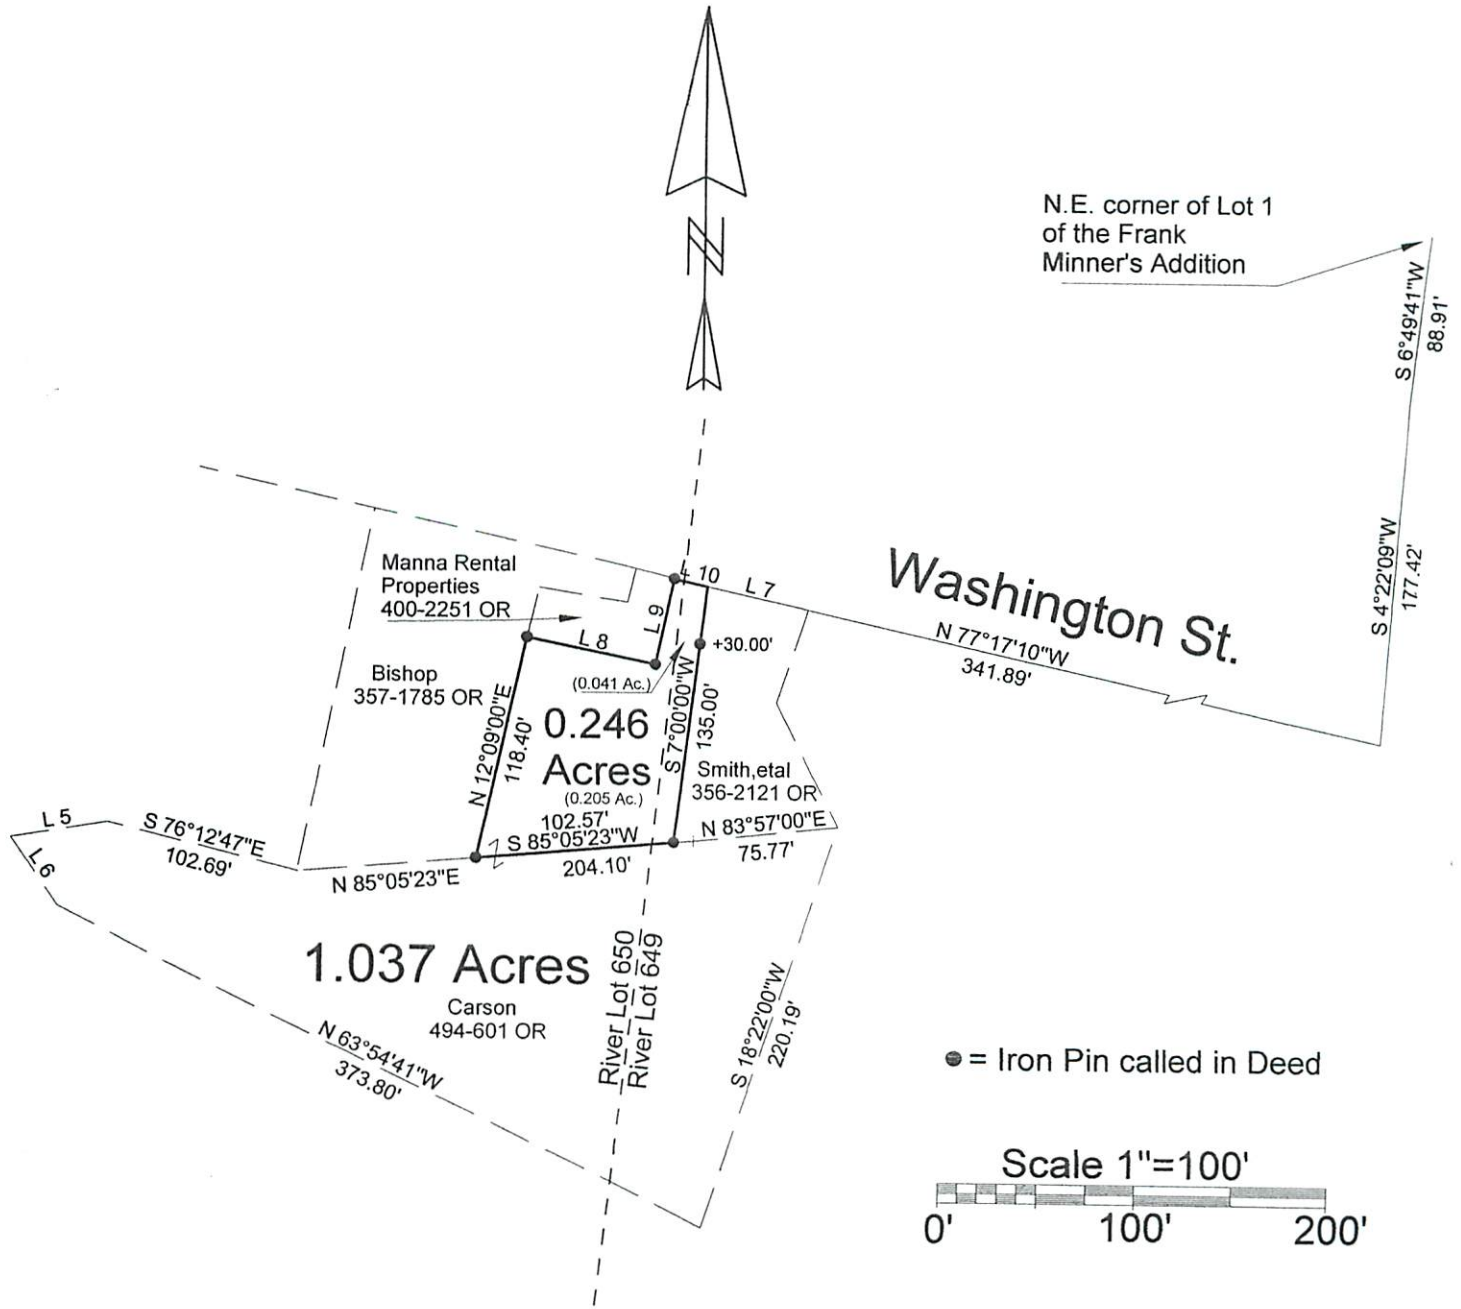 N
N.E. corner of Lot 1
of the Frank
Minner's Addition
S 6°49'41"W
88.91'
S 4°22'09"W
177.42'
Washington St.
N 77°17'10"W
341.89'
L 7
10
Manna Rental
Properties
400-2251 OR
L 9
L 8
+30.00'
Bishop
357-1785 OR
(0.041 Ac.)
N 12°09'00"E
118.40'
0.246
Acres
(0.205 Ac.)
S 7°00'00"W
135.00'
Smith,etal
356-2121 OR
102.57'
S 85°05'23"W
204.10'
N 83°57'00"E
75.77'
L 5
L 6
S 76°12'47"E
102.69'
N 85°05'23"E
1.037 Acres
Carson
494-601 OR
River Lot 650
River Lot 649
N 63°54'41"W
373.80'
S 18°22'00"W
220.19'
= Iron Pin called in Deed
Scale 1"=100'
0' 100' 200'